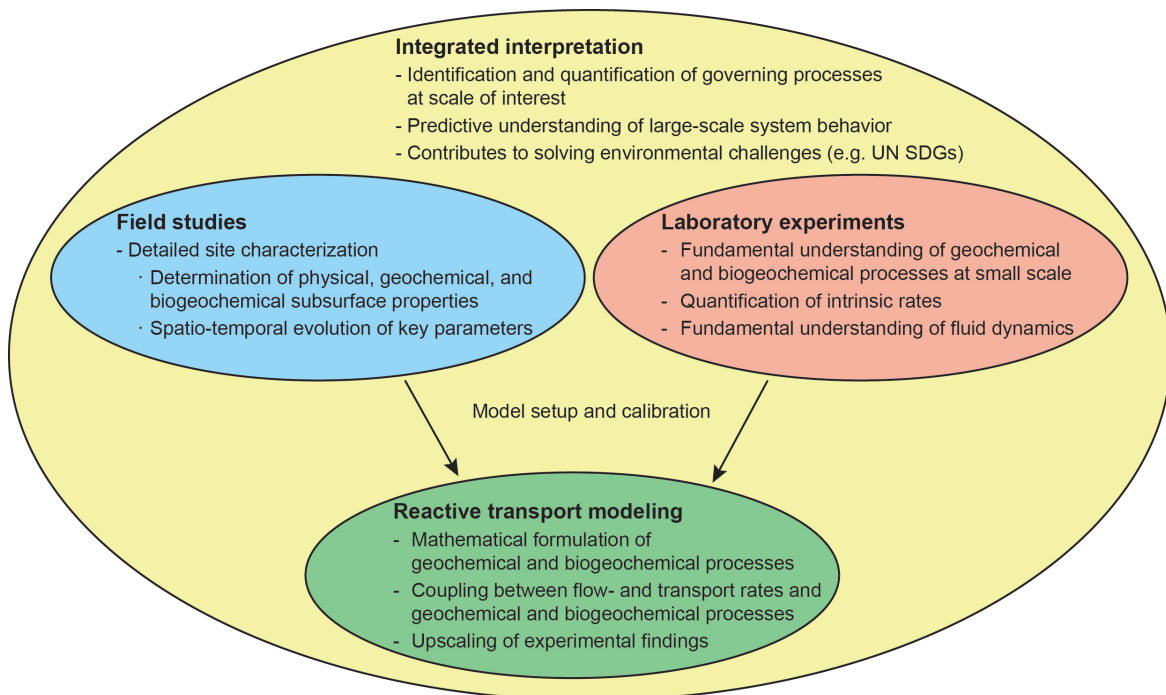 Integrated interpretation
- Identification and quantification of governing processes
at scale of interest
- Predictive understanding of large-scale system behavior
- Contributes to solving environmental challenges (e.g. UN SDGs)
Field studies
- Detailed site characterization
· Determination of physical, geochemical, and
biogeochemical subsurface properties
· Spatio-temporal evolution of key parameters
Laboratory experiments
- Fundamental understanding of geochemical
and biogeochemical processes at small scale
- Quantification of intrinsic rates
- Fundamental understanding of fluid dynamics
Model setup and calibration
Reactive transport modeling
- Mathematical formulation of
geochemical and biogeochemical processes
- Coupling between flow- and transport rates and
geochemical and biogeochemical processes
- Upscaling of experimental findings